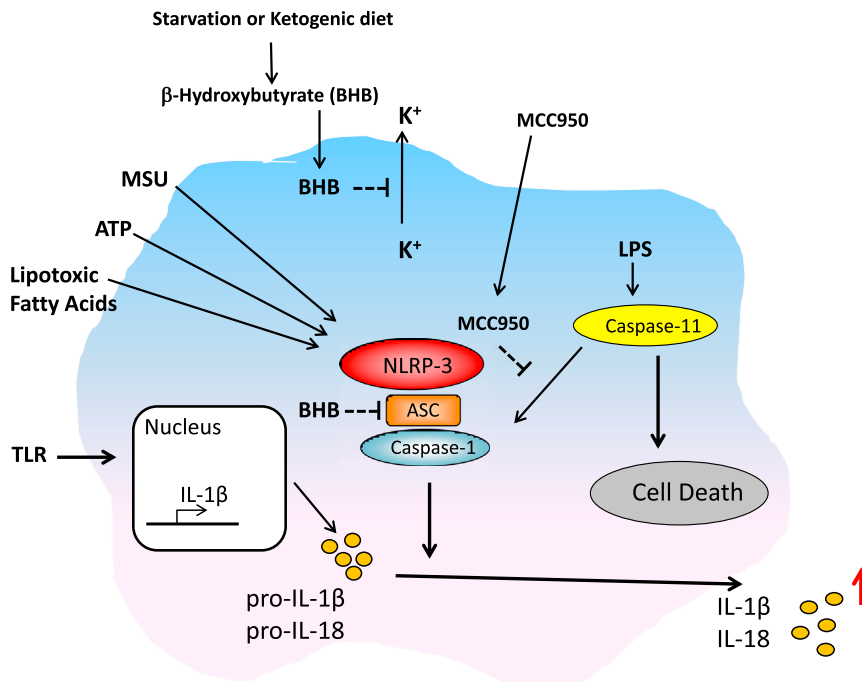 Starvation or Ketogenic diet
β-Hydroxybutyrate (BHB)
K⁺
MCC950
MSU
BHB
ATP
K⁺
LPS
Lipotoxic
Fatty Acids
MCC950
Caspase-11
NLRP-3
BHB
ASC
Nucleus
Caspase-1
TLR
IL-1β
Cell Death
pro-IL-1β
pro-IL-18
IL-1β
IL-18